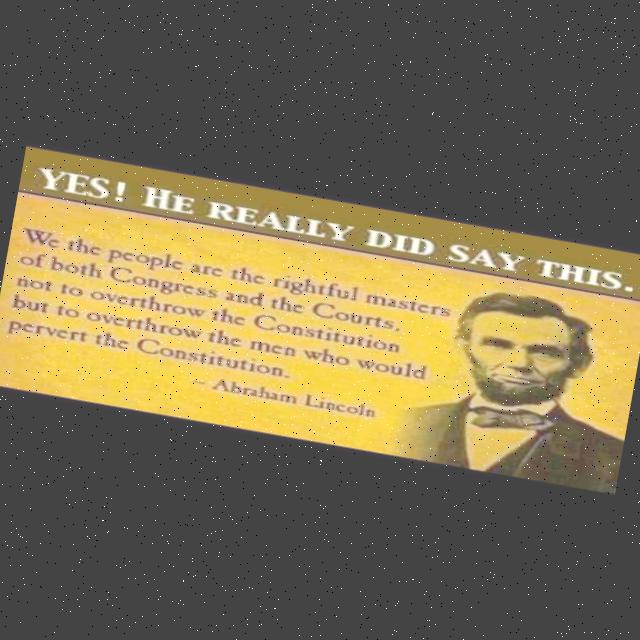 YES! HE REALLY DID SAY THIS.
We the people are the rightful masters
of both Congress and the Courts,
not to overthrow the Constitution
but to overthrow the men who would
pervert the Constitution.
~ Abraham Lincoln